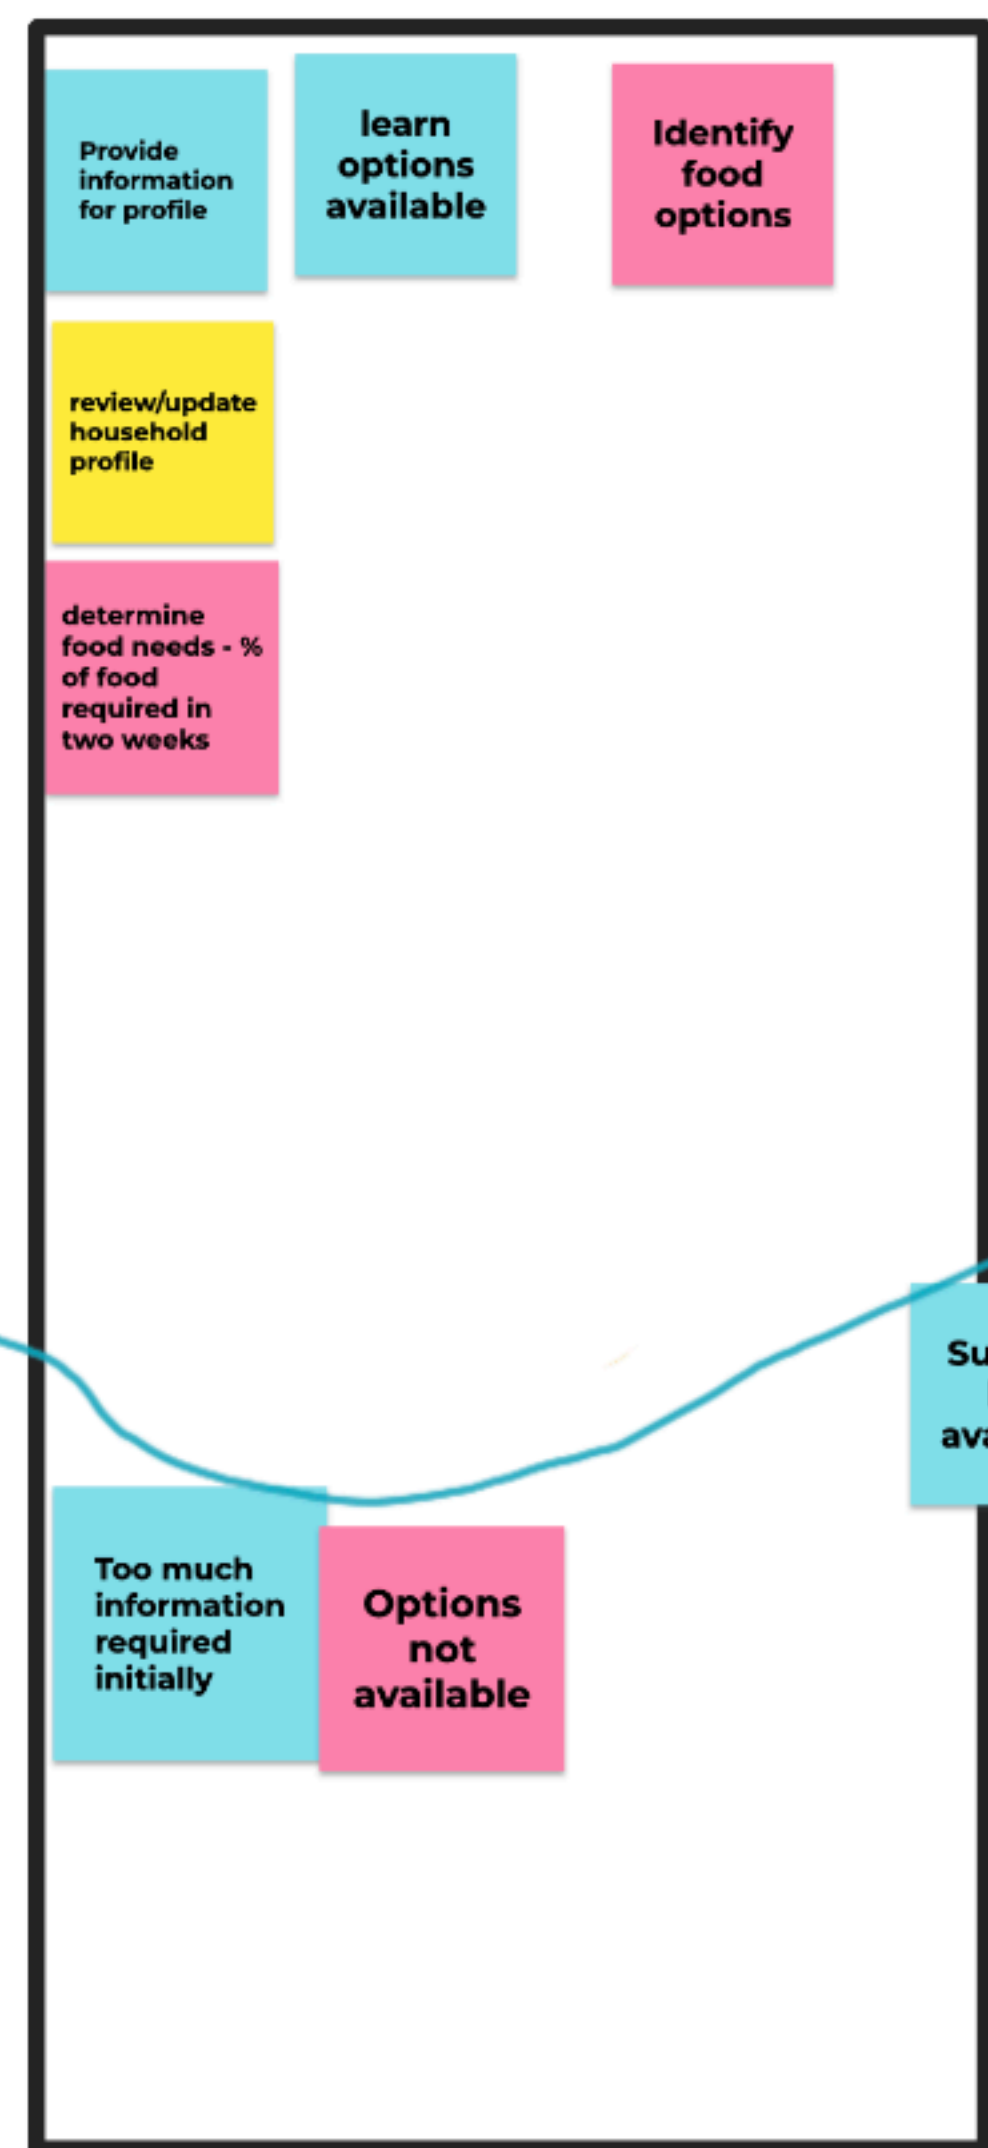 Provide
information
for profile
learn
options
available
Identify
food
options
review/update
household
profile
determine
food needs - %
of food
required in
two weeks
Too much
information
required
initially
Options
not
available